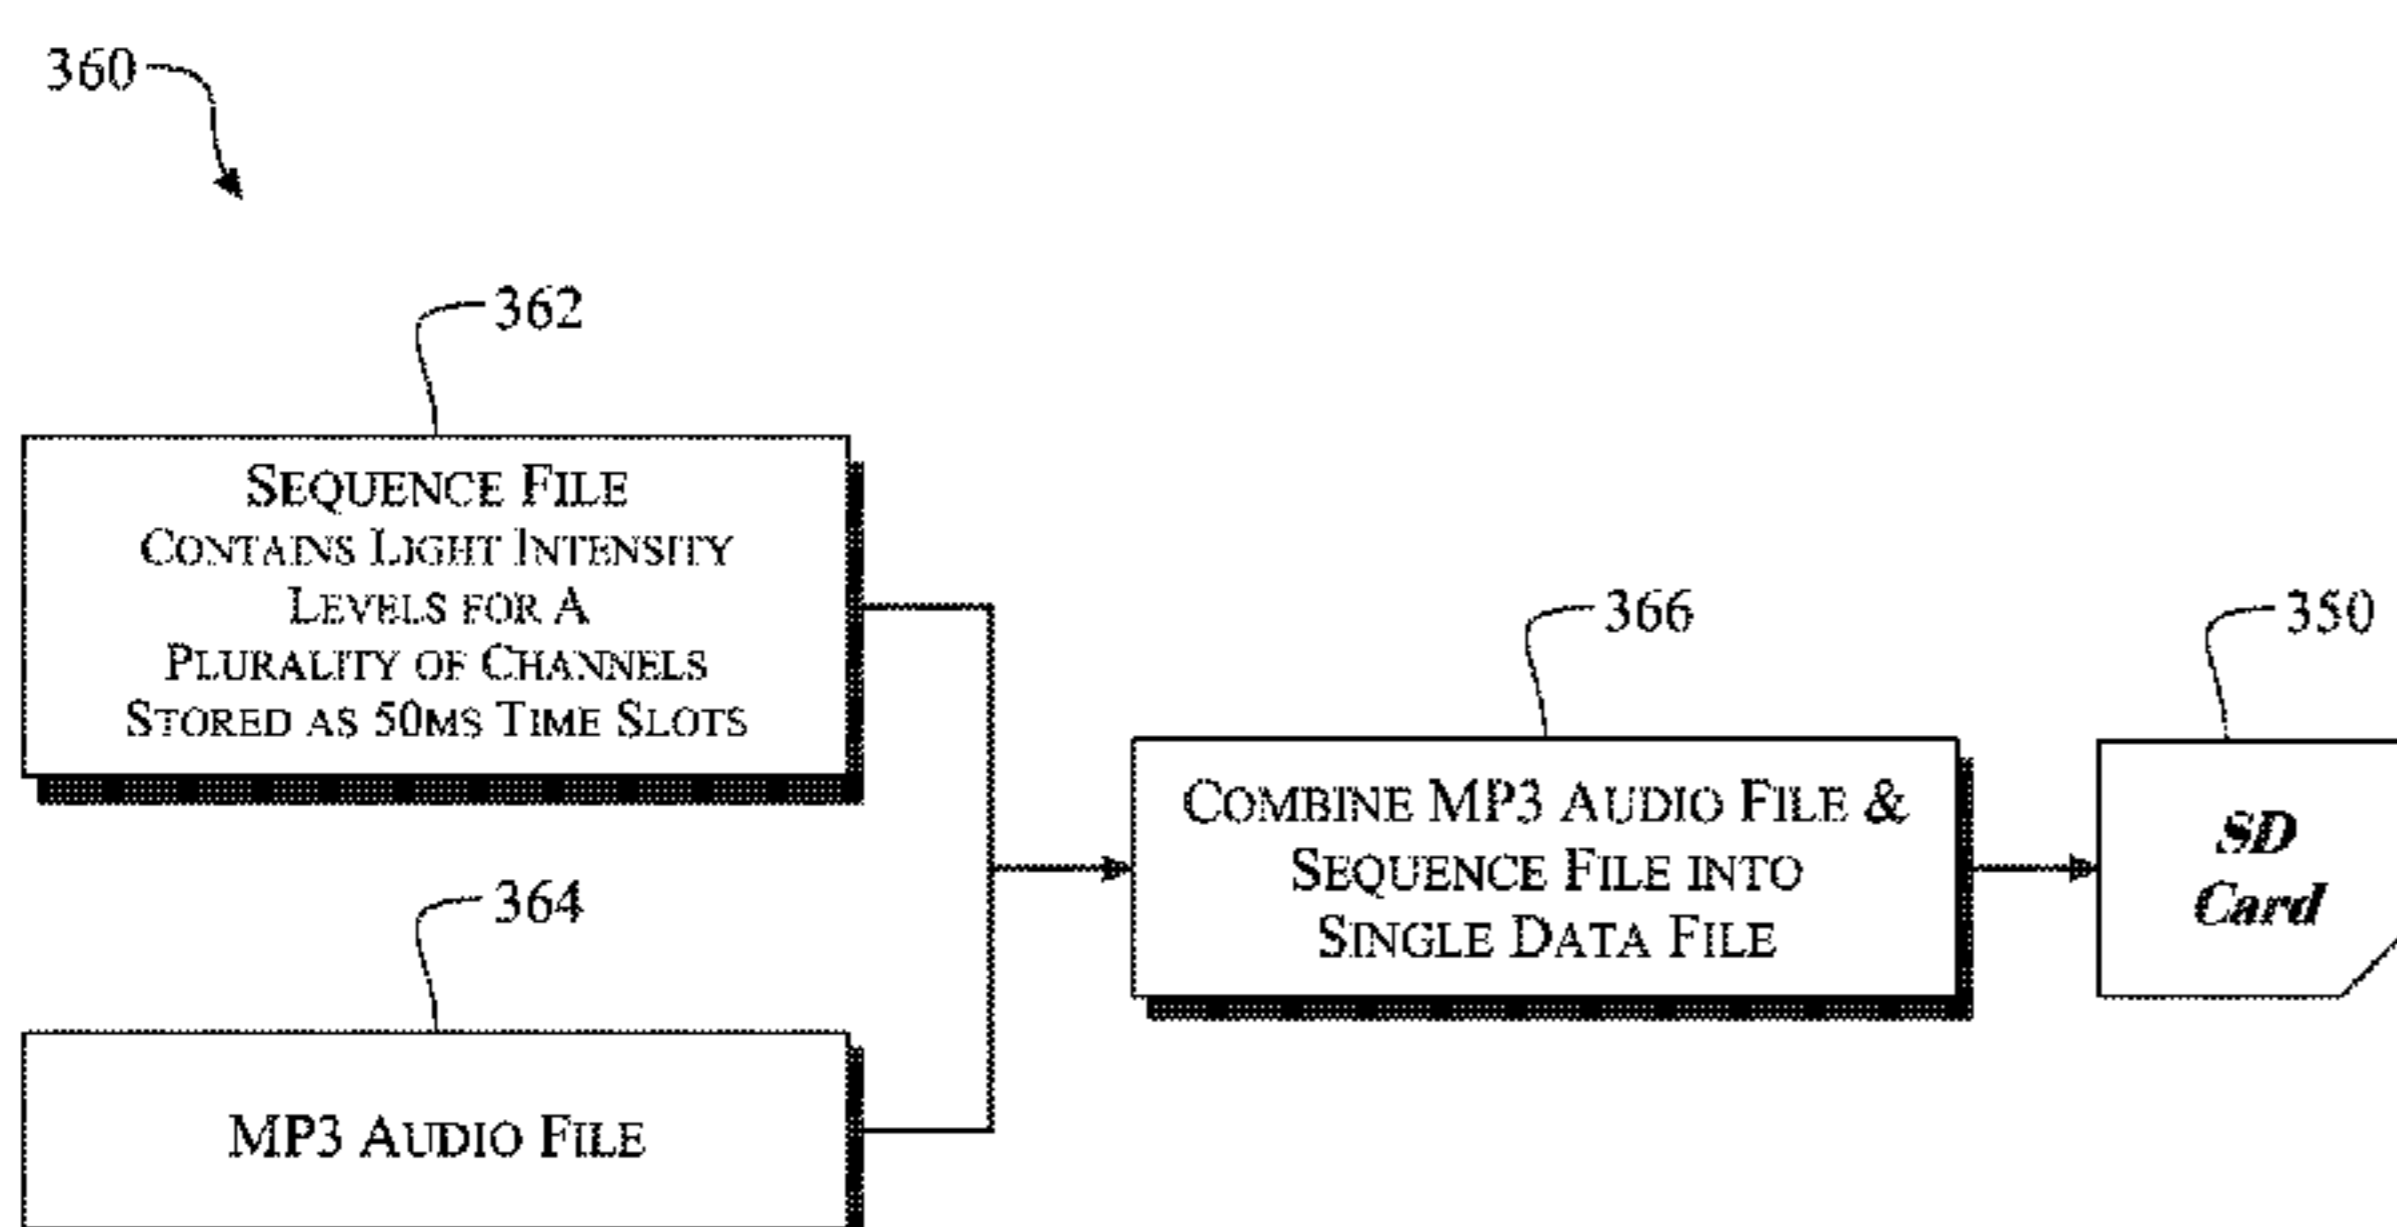 360
362
SEQUENCE FILE
CONTAINS LIGHT INTENSITY
LEVELS FOR A
PLURALITY OF CHANNELS
STORED AS 50MS TIME SLOTS
364
MP3 AUDIO FILE
366
COMBINE MP3 AUDIO FILE &
SEQUENCE FILE INTO
SINGLE DATA FILE
350
SD
Card